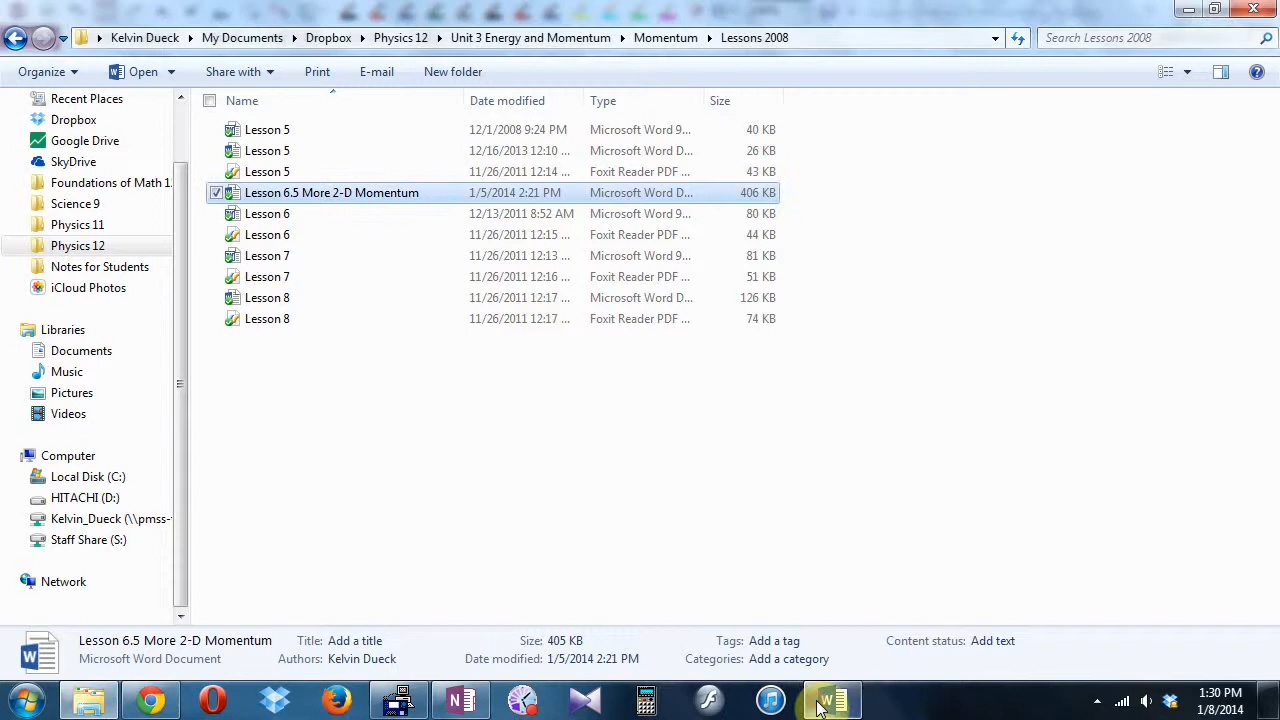 Kelvin Dueck My Documents Dropbox Physics 12 Unit 3 Energy and Momentum Momentum Lessons 2008 Search Lessons 2008
Organize Open Share with Print E-mail New folder
Recent Places
Dropbox
Google Drive
SkyDrive
Foundations of Math 1
Science 9
Physics 11
Physics 12
Notes for Students
iCloud Photos
Libraries
Documents
Music
Pictures
Videos
Computer
Local Disk (C:)
HITACHI (D:)
Kelvin_Dueck (\\pmss-
Staff Share (S:)
Network
Name Date modified Type Size
Lesson 5 12/1/2008 9:24 PM Microsoft Word 9... 40 KB
Lesson 5 12/16/2013 12:10 ... Microsoft Word D... 26 KB
Lesson 5 11/26/2011 12:14 ... Foxit Reader PDF ... 43 KB
Lesson 6.5 More 2-D Momentum 1/5/2014 2:21 PM Microsoft Word D... 406 KB
Lesson 6 12/13/2011 8:52 AM Microsoft Word 9... 80 KB
Lesson 6 11/26/2011 12:15 ... Foxit Reader PDF ... 44 KB
Lesson 7 11/26/2011 12:13 ... Microsoft Word 9... 81 KB
Lesson 7 11/26/2011 12:16 ... Foxit Reader PDF ... 51 KB
Lesson 8 11/26/2011 12:17 ... Microsoft Word D... 126 KB
Lesson 8 11/26/2011 12:17 ... Foxit Reader PDF ... 74 KB
Lesson 6.5 More 2-D Momentum Title: Add a title Size: 405 KB Tags: Add a tag Content status: Add text
Microsoft Word Document Authors: Kelvin Dueck Date modified: 1/5/2014 2:21 PM Categories: Add a category
1:30 PM
1/8/2014